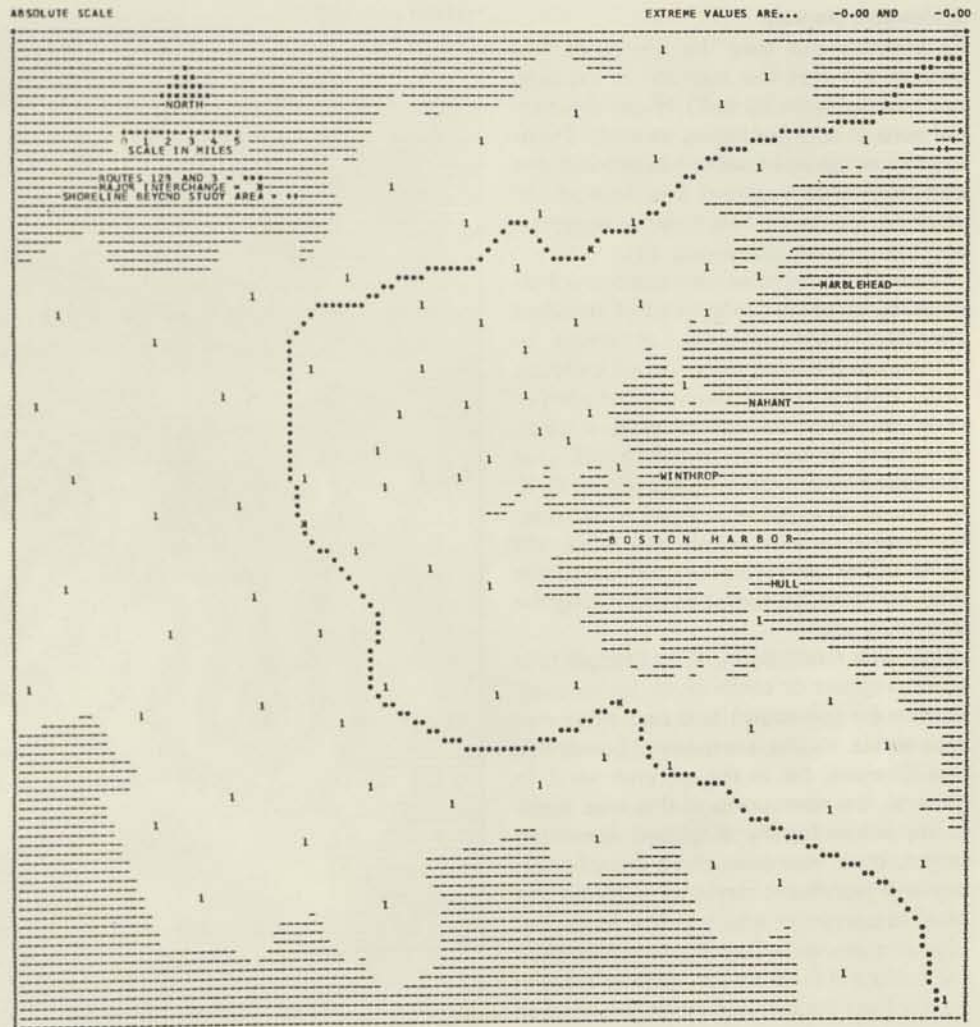 ABSOLUTE SCALE
EXTREME VALUES ARE... -0.00 AND -0.00
NORTH
0 1 2 3 4 5
SCALE IN MILES
ROUTES 128 AND 3 = ***
MAJOR INTERCHANGE = X
SHORELINE BEYOND STUDY AREA = ++
MARBLEHEAD
NAHANT
WINTHROP
BOSTON HARBOR
HULL